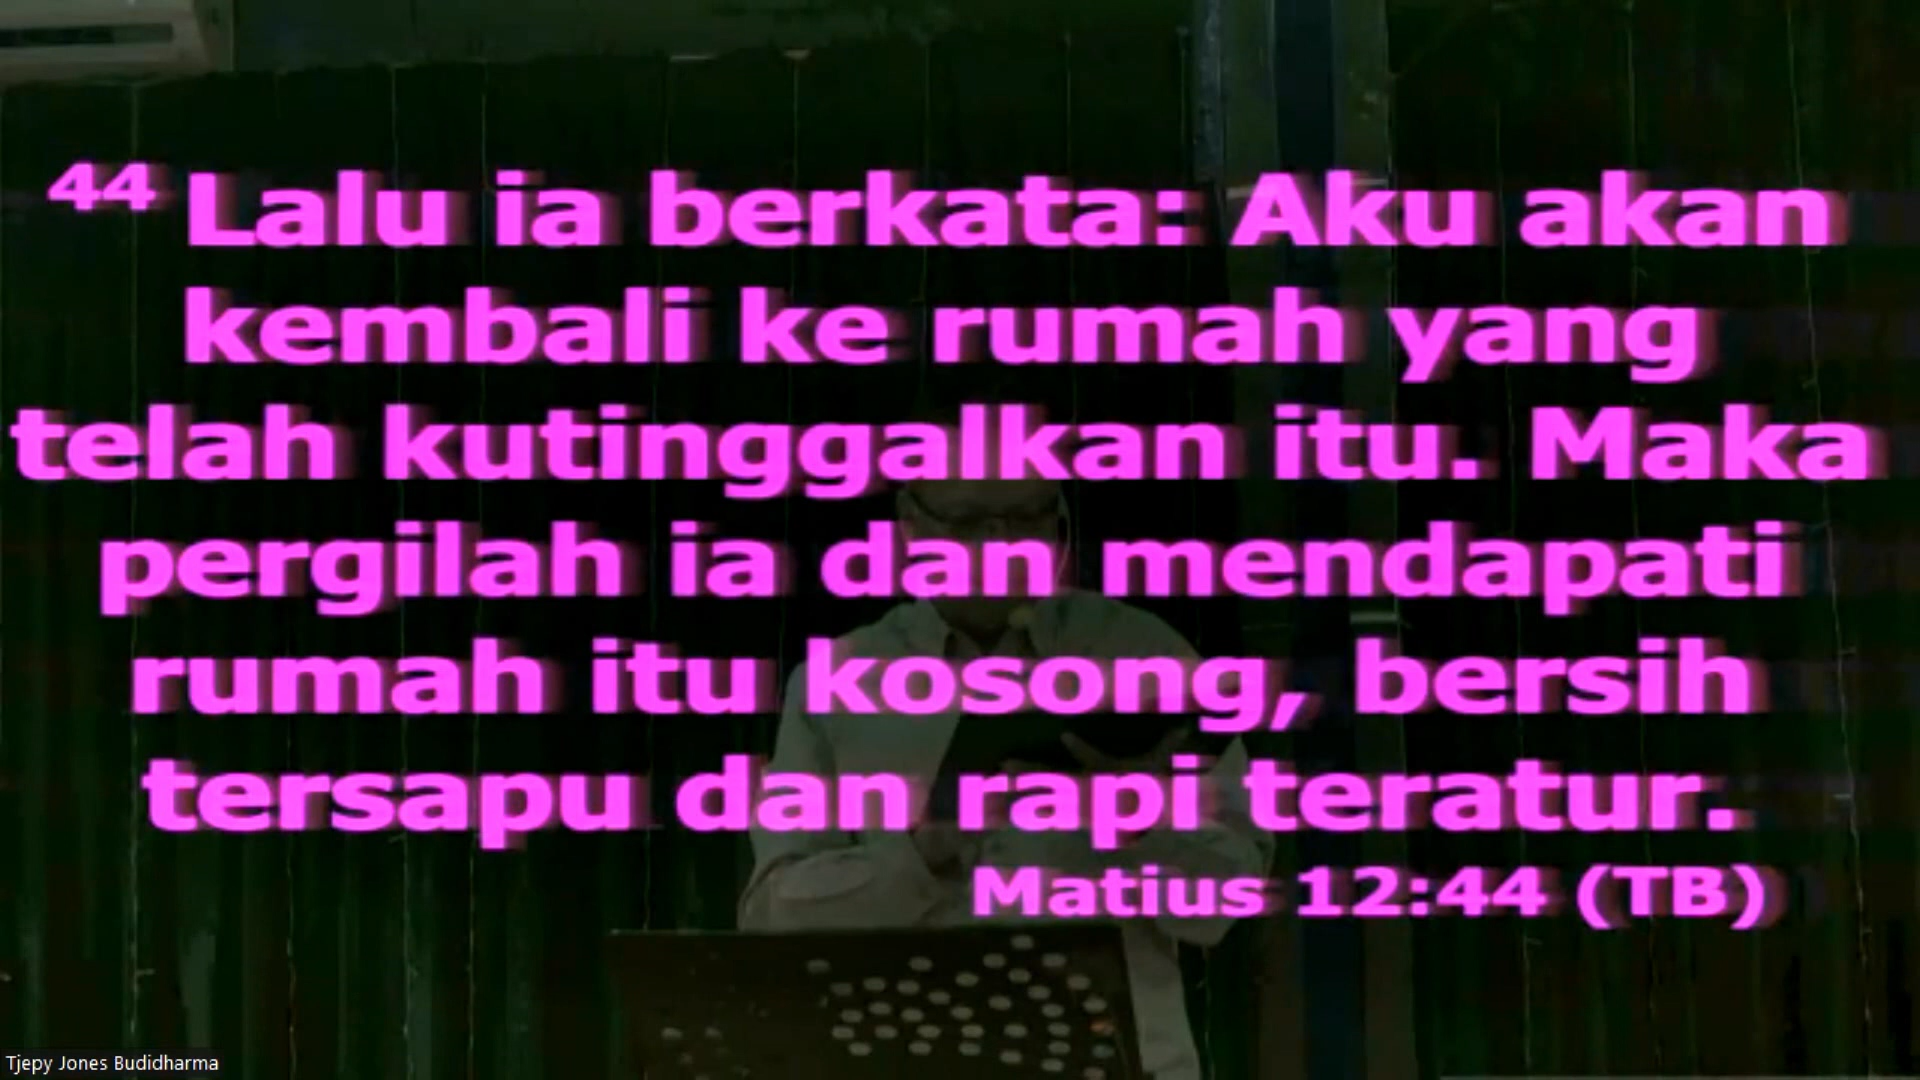 44 Lalu ia berkata: Aku akan
kembali ke rumah yang
telah kutinggalkan itu. Maka
pergilah ia dan mendapati
rumah itu kosong, bersih
tersapu dan rapi teratur.
Matius 12:44 (TB)
Tjepy Jones Budidharma